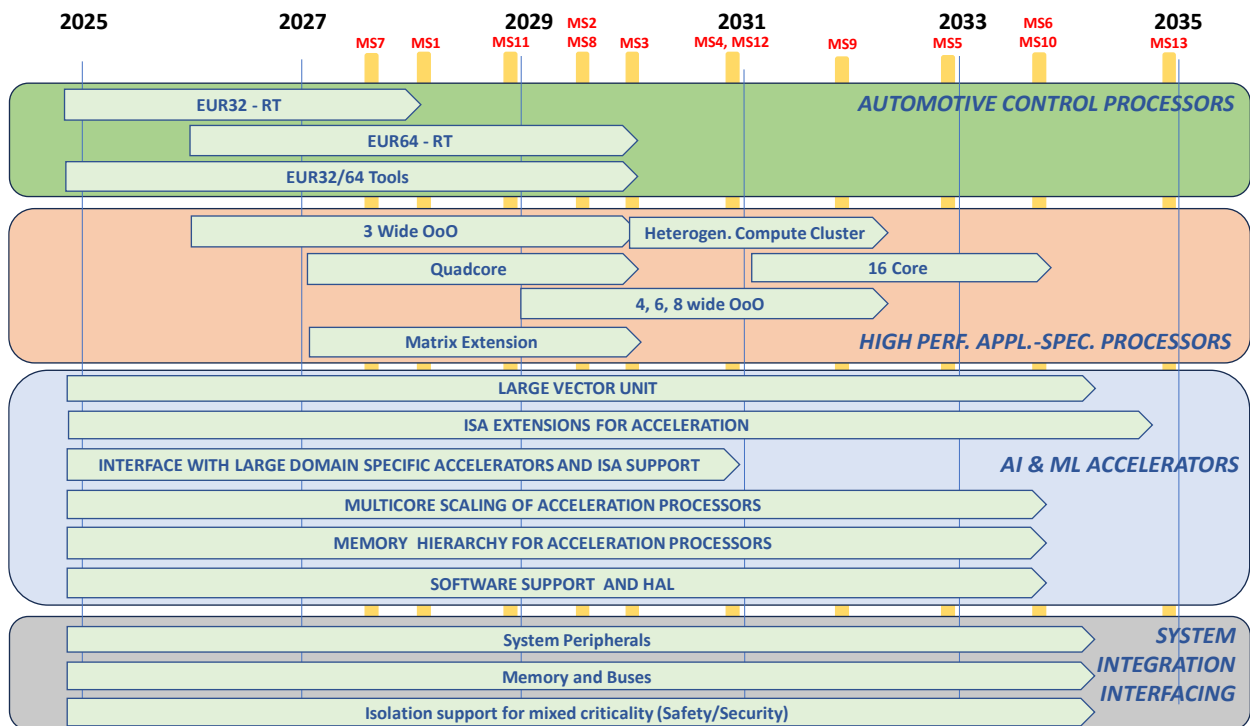 2025 2027 2029 2031 2033 2035
MS2 MS6
MS7 MS1 MS11 MS8 MS3 MS4, MS12 MS9 MS5 MS10 MS13
EUR32 - RT
AUTOMOTIVE CONTROL PROCESSORS
EUR64 - RT
EUR32/64 Tools
3 Wide OoO
Heterogen. Compute Cluster
Quadcore
16 Core
4, 6, 8 wide OoO
Matrix Extension
HIGH PERF. APPL.-SPEC. PROCESSORS
LARGE VECTOR UNIT
ISA EXTENSIONS FOR ACCELERATION
INTERFACE WITH LARGE DOMAIN SPECIFIC ACCELERATORS AND ISA SUPPORT
AI & ML ACCELERATORS
MULTICORE SCALING OF ACCELERATION PROCESSORS
MEMORY HIERARCHY FOR ACCELERATION PROCESSORS
SOFTWARE SUPPORT AND HAL
System Peripherals
Memory and Buses
Isolation support for mixed criticality (Safety/Security)
SYSTEM
INTEGRATION
INTERFACING